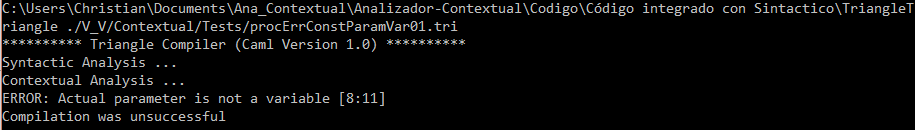 C:\Users\Christian\Documents\Ana_Contextual\Analizador-Contextual\Codigo\Código integrado con Sintactico\TriangleT>
riangle ./V_V/Contextual/Tests/procErrConstParamVar01.tri
********** Triangle Compiler (Caml Version 1.0) **********
Syntactic Analysis ...
Contextual Analysis ...
ERROR: Actual parameter is not a variable [8:11]
Compilation was unsuccessful